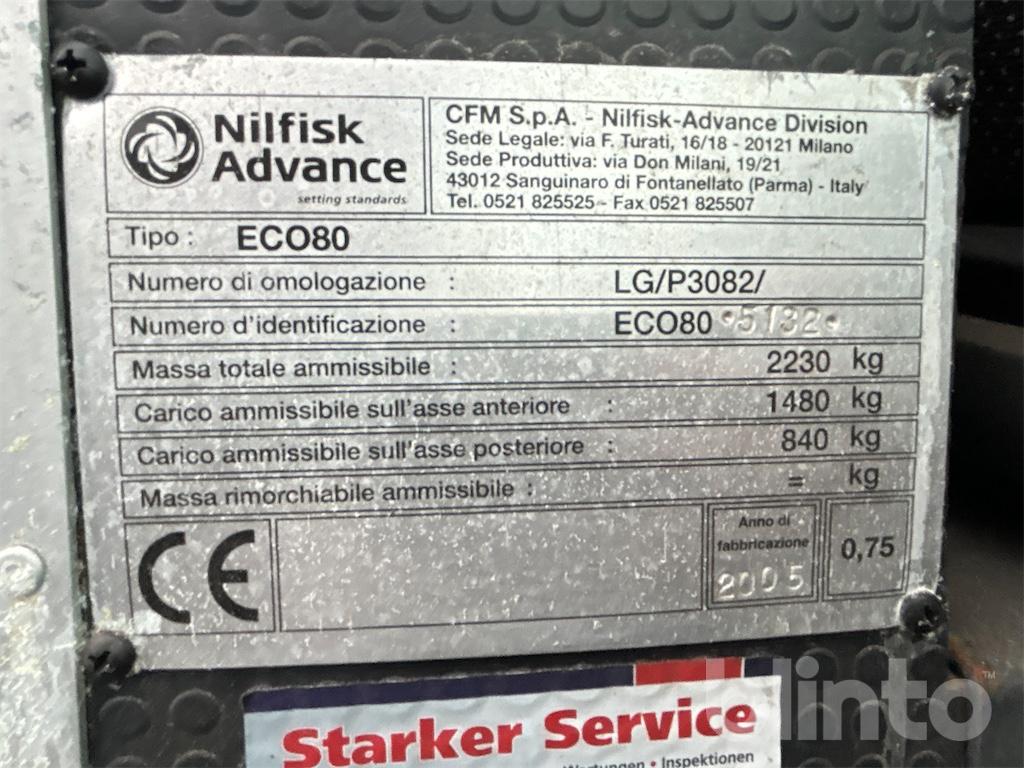 Nilfisk
Advance
setting standards
CFM S.p.A. - Nilfisk-Advance Division
Sede Legale: via F. Turati, 16/18 - 20121 Milano
Sede Produttiva: via Don Milani, 19/21
43012 Sanguinaro di Fontanellato (Parma) - Italy
Tel. 0521 825525 - Fax 0521 825507
Tipo : ECO80
Numero di omologazione : LG/P3082/
Numero d'identificazione : ECO80 •5132•
Massa totale ammissibile : 2230 kg
Carico ammissibile sull'asse anteriore : 1480 kg
Carico ammissibile sull'asse posteriore : 840 kg
Massa rimorchiabile ammissibile : = kg
CE
Anno di
fabbricazione
2005
0,75
Starker Service
• Inspektionen
klinto™